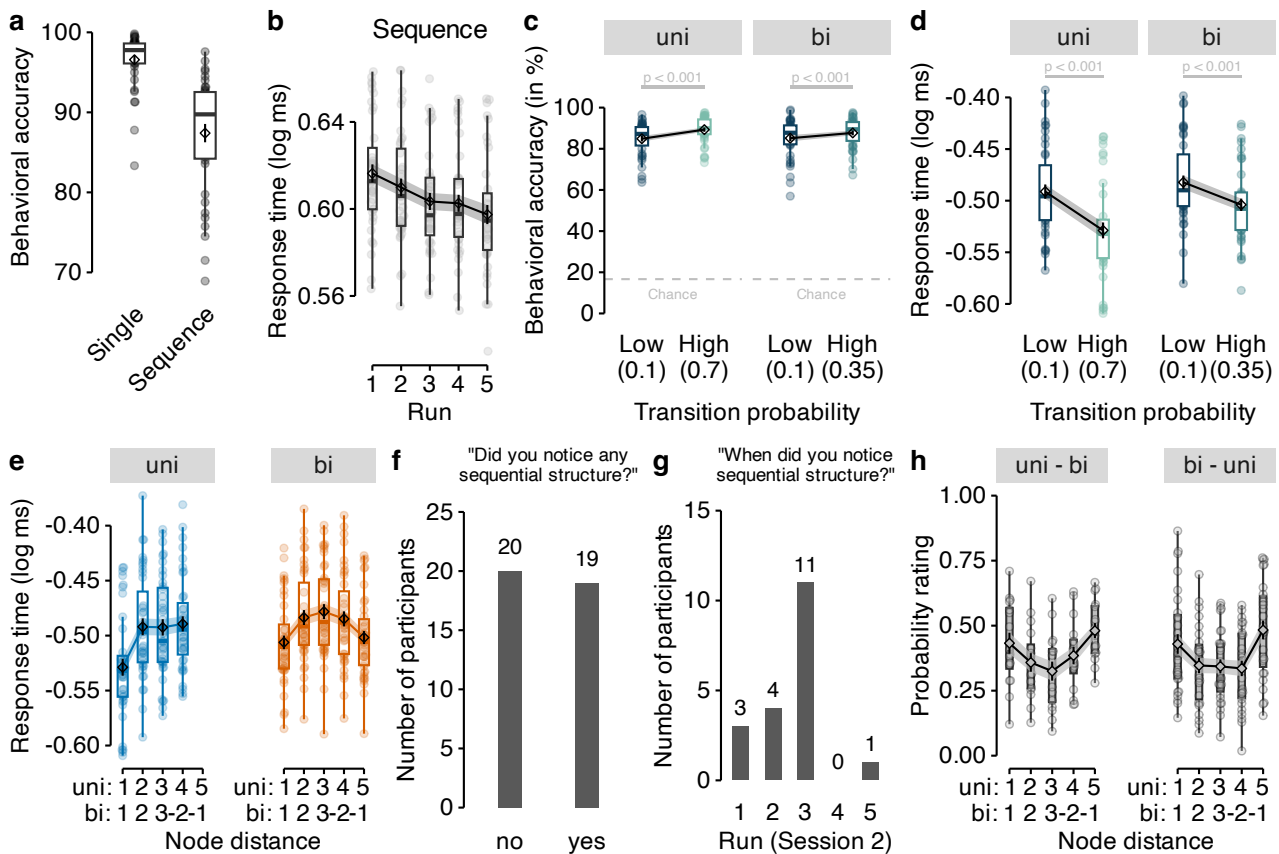 a
Behavioral accuracy
100
90
80
70
Single
Sequence
b
Sequence
Response time (log ms)
0.64
0.60
0.56
1 2 3 4 5
Run
c
uni
bi
Behavioral accuracy (in %)
p < 0.001
p < 0.001
100
80
60
40
20
0
Chance
Chance
Low High Low High
(0.1) (0.7) (0.1) (0.35)
Transition probability
d
uni
bi
Response time (log ms)
p < 0.001
p < 0.001
-0.40
-0.45
-0.50
-0.55
-0.60
Low High Low High
(0.1) (0.7) (0.1) (0.35)
Transition probability
e
uni
bi
Response time (log ms)
-0.40
-0.45
-0.50
-0.55
-0.60
uni: 1 2 3 4 5 uni: 1 2 3 4 5
bi: 1 2 3-2-1 bi: 1 2 3-2-1
Node distance
f
"Did you notice any
sequential structure?"
Number of participants
25
20
15
10
5
0
20
19
no
yes
g
"When did you notice
sequential structure?"
Number of participants
15
10
5
0
3
4
11
0
1
1 2 3 4 5
Run (Session 2)
h
uni - bi
bi - uni
Probability rating
1.00
0.75
0.50
0.25
0.00
uni: 1 2 3 4 5 uni: 1 2 3 4 5
bi: 1 2 3-2-1 bi: 1 2 3-2-1
Node distance